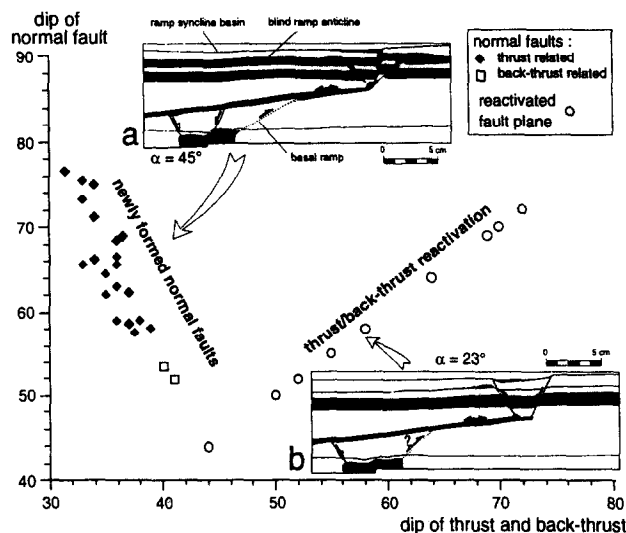 dip of
normal fault
90
80
70
60
50
40
30
40
50
60
70
80
dip of thrust and back-thrust
ramp syncline basin
blind ramp anticline
a
α = 45°
basal ramp
0
5 cm
normal faults :
thrust related
back-thrust related
reactivated
fault plane
newly formed normal faults
thrust/back-thrust reactivation
α = 23°
0
5 cm
b
?